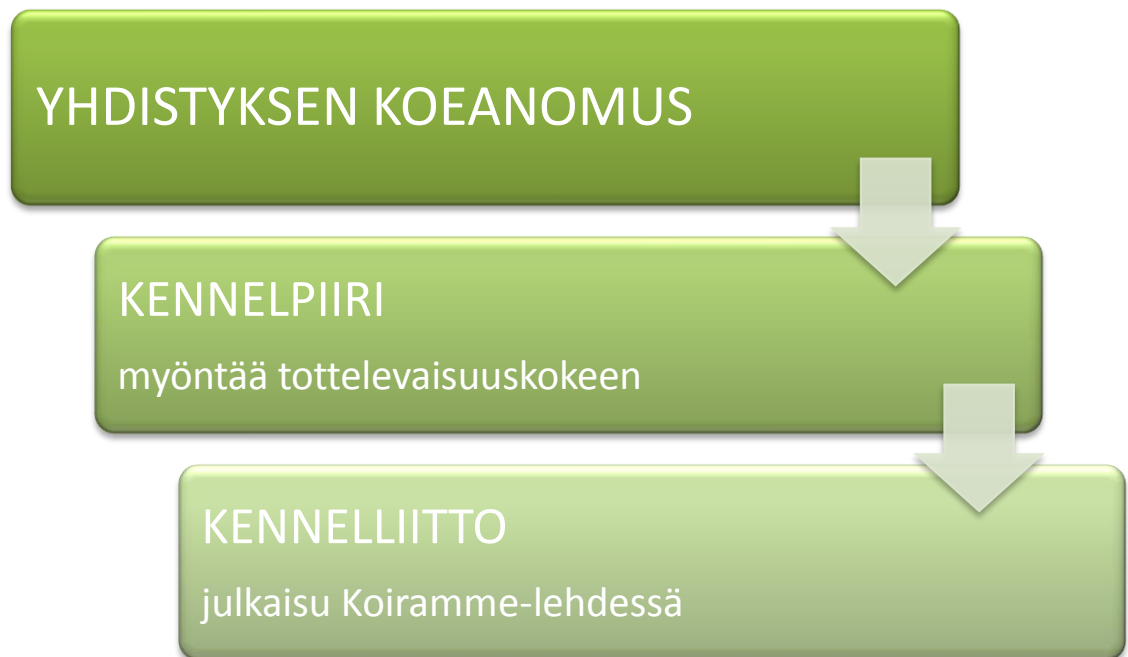 YHDISTYKSEN KOEANOMUS
KENNELPIIRI
myöntää tottelevaisuuskokeen
KENNELLIITTO
julkaisu Koiramme-lehdessä